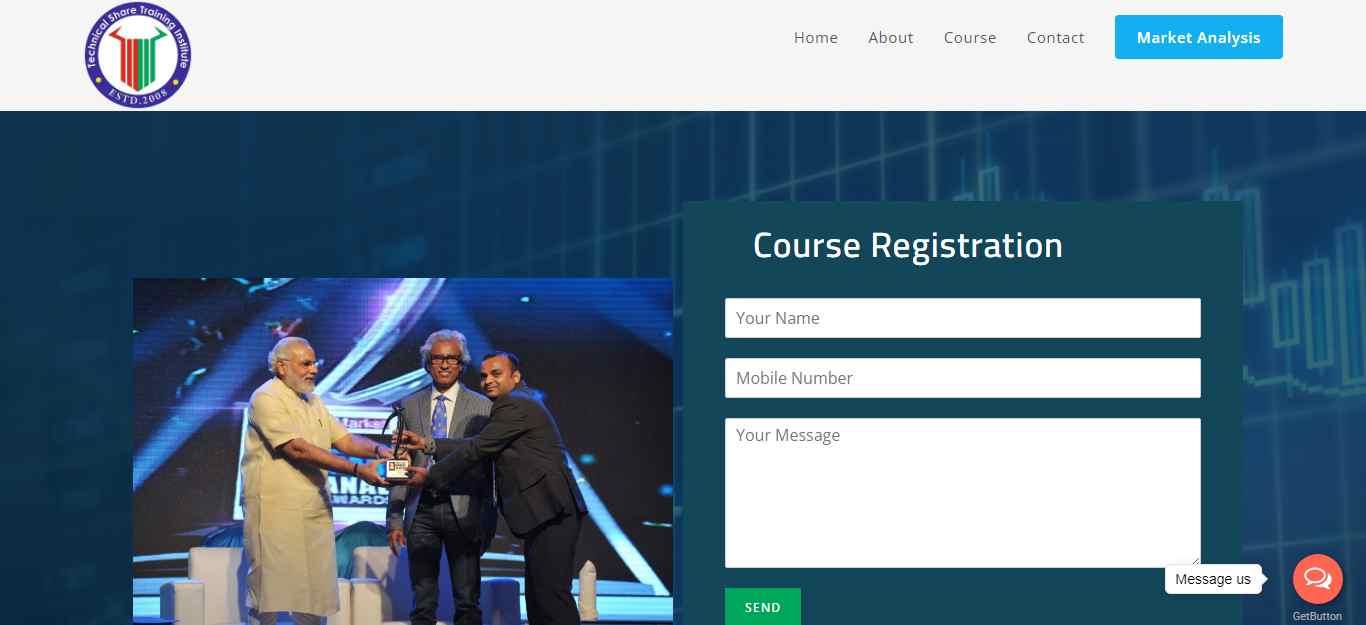 Technical Share Training Institute
ESTD.2008
Home
About
Course
Contact
Market Analysis
Course Registration
Your Name
Mobile Number
Your Message
SEND
Message us
GetButton
AWARDS